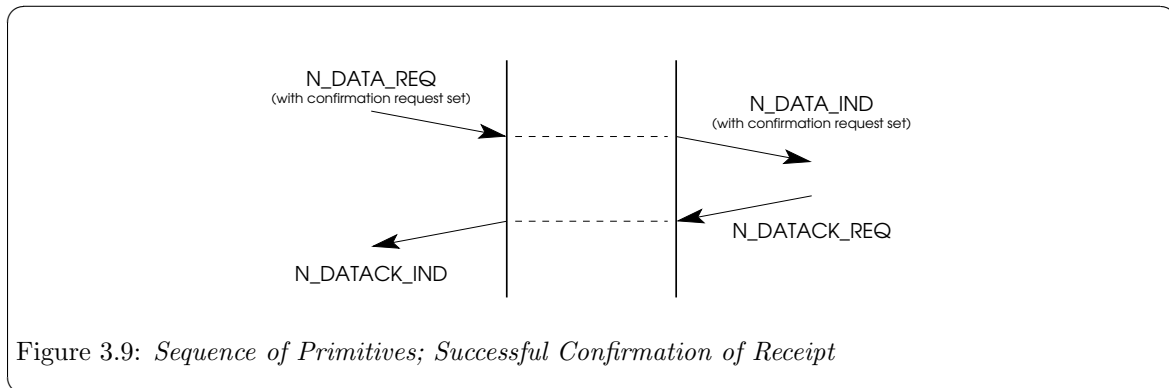 N_DATA_REQ
(with confirmation request set)
N_DATA_IND
(with confirmation request set)
N_DATACK_REQ
N_DATACK_IND
Figure 3.9: Sequence of Primitives; Successful Confirmation of Receipt